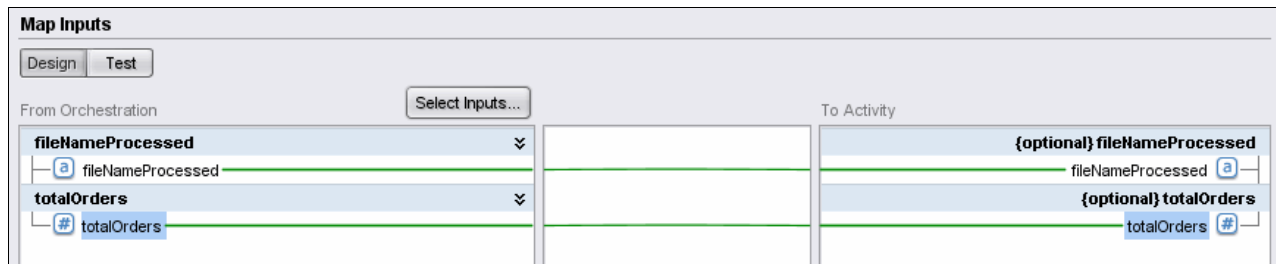 Map Inputs
Design Test
From Orchestration Select Inputs... To Activity
fileNameProcessed {optional} fileNameProcessed
a fileNameProcessed fileNameProcessed a
totalOrders {optional} totalOrders
# totalOrders totalOrders #